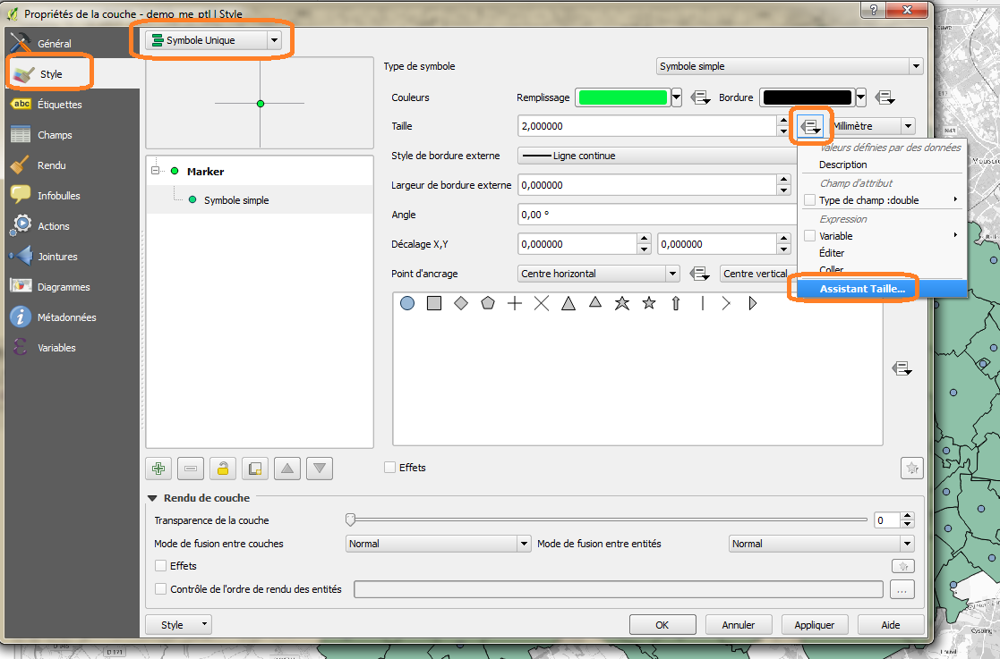 Propriétés de la couche - demo_me_ptl | Style
?
Général
Style
abc Étiquettes
Champs
Rendu
Infobulles
Actions
Jointures
Diagrammes
Métadonnées
Variables
Symbole Unique
Type de symbole
Symbole simple
Couleurs
Remplissage
Bordure
Taille
2,000000
Millimètre
Style de bordure externe
Ligne continue
Largeur de bordure externe
0,000000
Angle
0,00 °
Décalage X,Y
0,000000
0,000000
Point d'ancrage
Centre horizontal
Centre vertical
Valeurs définies par des données
Description
Champ d'attribut
Type de champ :double
Expression
Variable
Éditer
Coller
Assistant Taille...
Marker
Symbole simple
Effets
Rendu de couche
Transparence de la couche
0
Mode de fusion entre couches
Normal
Mode de fusion entre entités
Normal
Effets
Contrôle de l'ordre de rendu des entités
...
Style
OK
Annuler
Appliquer
Aide
N43
D 171